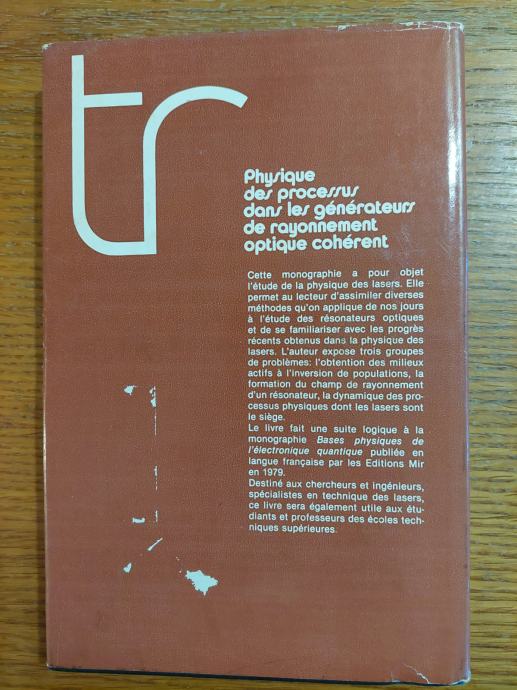 tr
Physique
des processus
dans les générateurs
de rayonnement
optique cohérent
Cette monographie a pour objet
l'étude de la physique des lasers. Elle
permet au lecteur d'assimiler diverses
méthodes qu'on applique de nos jours
à l'étude des résonateurs optiques
et de se familiariser avec les progrès
récents obtenus dans la physique des
lasers. L'auteur expose trois groupes
de problèmes: l'obtention des milieux
actifs à l'inversion de populations, la
formation du champ de rayonnement
d'un résonateur, la dynamique des pro-
cessus physiques dont les lasers sont
le siège.
Le livre fait une suite logique à la
monographie Bases physiques de
l'électronique quantique publiée en
langue française par les Editions Mir
en 1979.
Destiné aux chercheurs et ingénieurs,
spécialistes en technique des lasers,
ce livre sera également utile aux étu-
diants et professeurs des écoles tech-
niques supérieures.